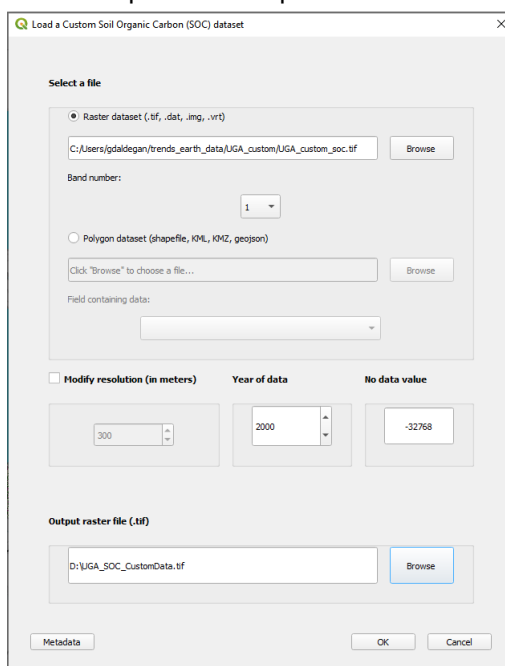 Load a Custom Soil Organic Carbon (SOC) dataset
Select a file
Raster dataset (.tif, .dat, .img, .vrt)
C:/Users/gdaldegan/trends_earth_data/UGA_custom/UGA_custom_soc.tif Browse
Band number:
1
Polygon dataset (shapefile, KML, KMZ, geojson)
Click "Browse" to choose a file... Browse
Field containing data:
Modify resolution (in meters) Year of data No data value
300 2000 -32768
Output raster file (.tif)
D:\UGA_SOC_CustomData.tif Browse
Metadata OK Cancel